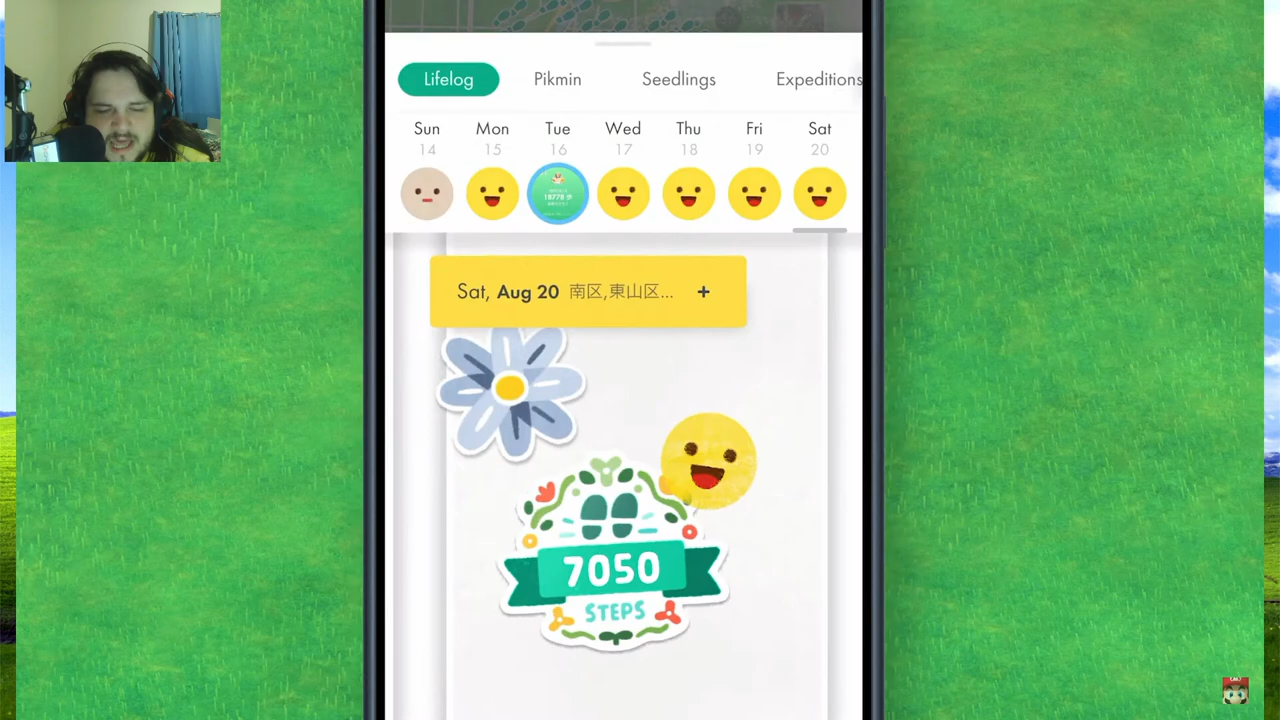 Lifelog Pikmin Seedlings Expeditions
Sun Mon Tue Wed Thu Fri Sat
14 15 16 17 18 19 20
Sat, Aug 20 南区,東山区... +
7050
STEPS